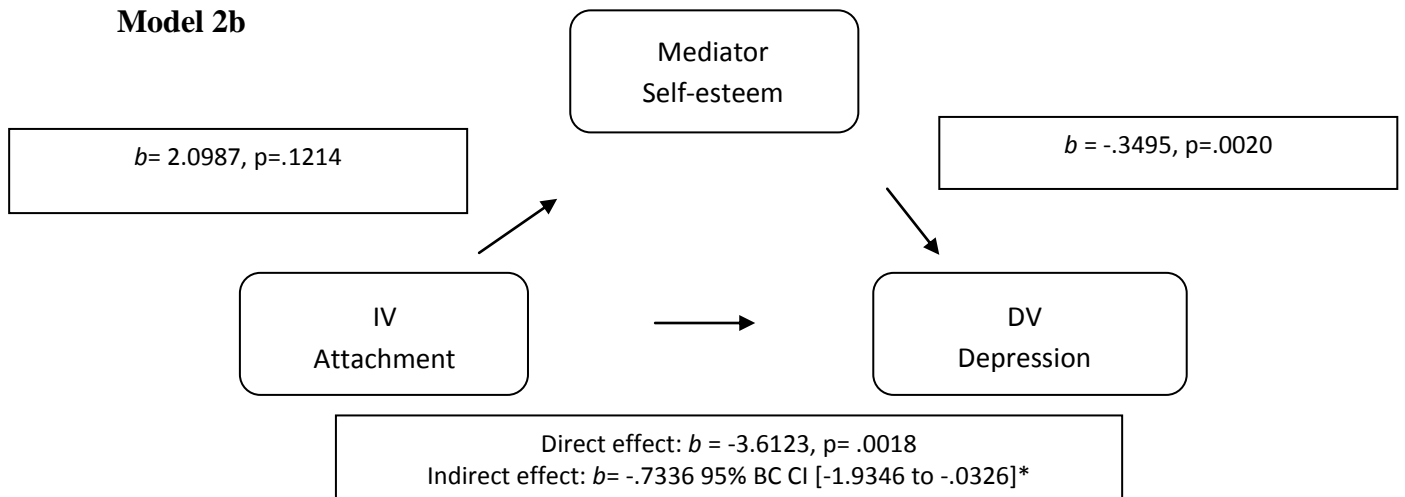 Model 2b
Mediator
Self-esteem
b= 2.0987, p=.1214
b = -.3495, p=.0020
IV
Attachment
DV
Depression
Direct effect: b = -3.6123, p= .0018
Indirect effect: b= -.7336 95% BC CI [-1.9346 to -.0326]*